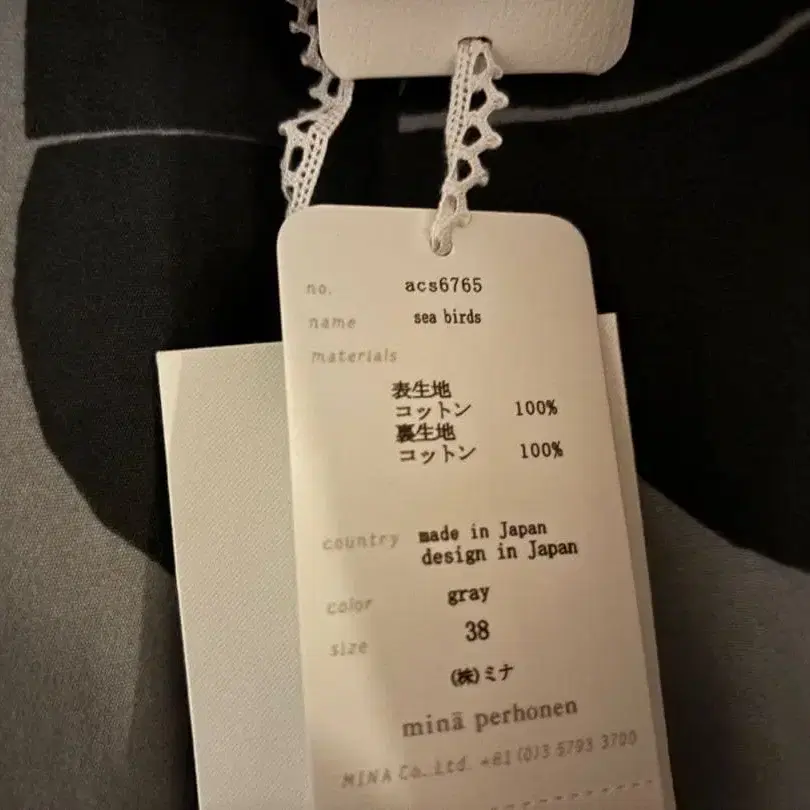 no. acs6765
name sea birds
materials
表生地
コットン 100%
裏生地
コットン 100%
country made in Japan
design in Japan
color gray
size 38
(株)ミナ
minä perhonen
MINA Co., Ltd. +81 (0)3 5793 3700